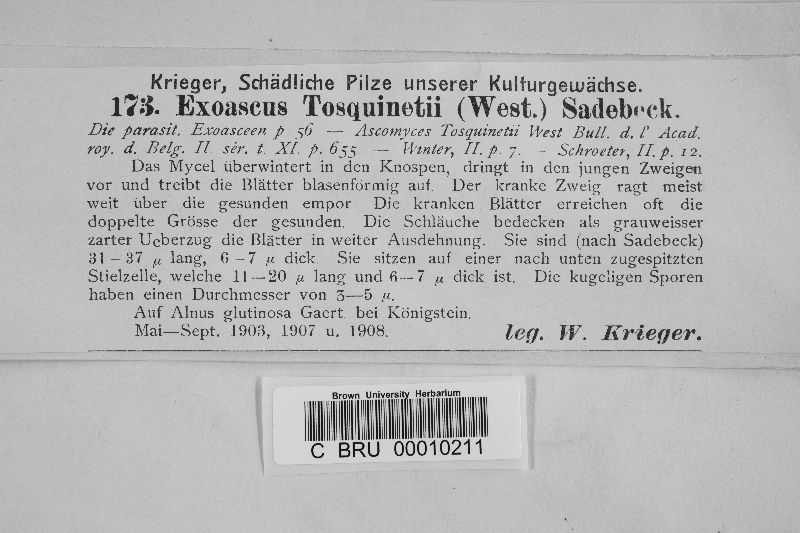 Krieger, Schädliche Pilze unserer Kulturgewächse.
173. Exoascus Tosquinetii (West.) Sadebeck.
Die parasit. Exoasceen p 56 — Ascomyces Tosquinetii West Bull. d. l' Acad.
roy. d. Belg. II. sér. t. XI. p. 655 — Winter, II. p. 7. – Schroeter, II. p. 12.
Das Mycel überwintert in den Knospen, dringt in den jungen Zweigen
vor und treibt die Blätter blasenförmig auf. Der kranke Zweig ragt meist
weit über die gesunden empor Die kranken Blätter erreichen oft die
doppelte Grösse der gesunden. Die Schläuche bedecken als grauweisser
zarter Ueberzug die Blätter in weiter Ausdehnung. Sie sind (nach Sadebeck)
31–37 µ lang, 6–7 µ dick. Sie sitzen auf einer nach unten zugespitzten
Stielzelle, welche 11—20 µ lang und 6—7 µ dick ist. Die kugeligen Sporen
haben einen Durchmesser von 3—5 µ.
Auf Alnus glutinosa Gaert. bei Königstein.
Mai—Sept. 1903, 1907 u. 1908. leg. W. Krieger.
Brown University Herbarium
C BRU 00010211